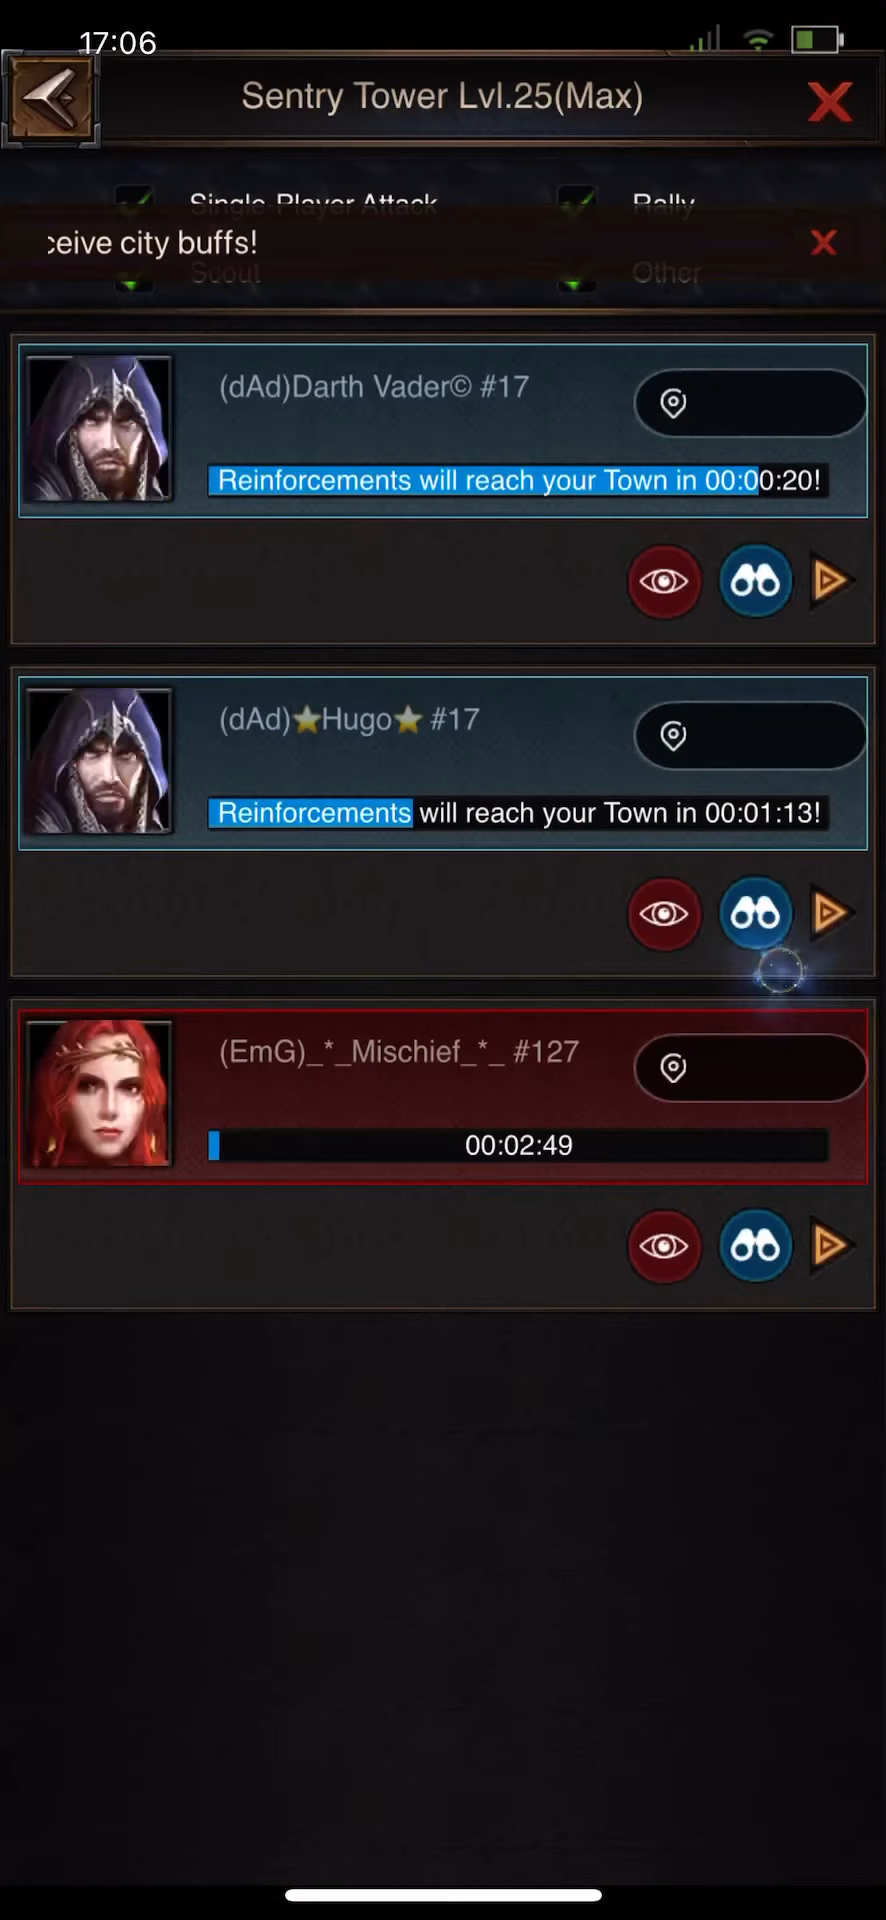 17:06
Sentry Tower Lvl.25(Max)
Single-Player Attack Rally
ceive city buffs!
Scout Other
(dAd)Darth Vader© #17
Reinforcements will reach your Town in 00:00:20!
(dAd)⭐Hugo⭐ #17
Reinforcements will reach your Town in 00:01:13!
(EmG)_*_Mischief_*_ #127
00:02:49